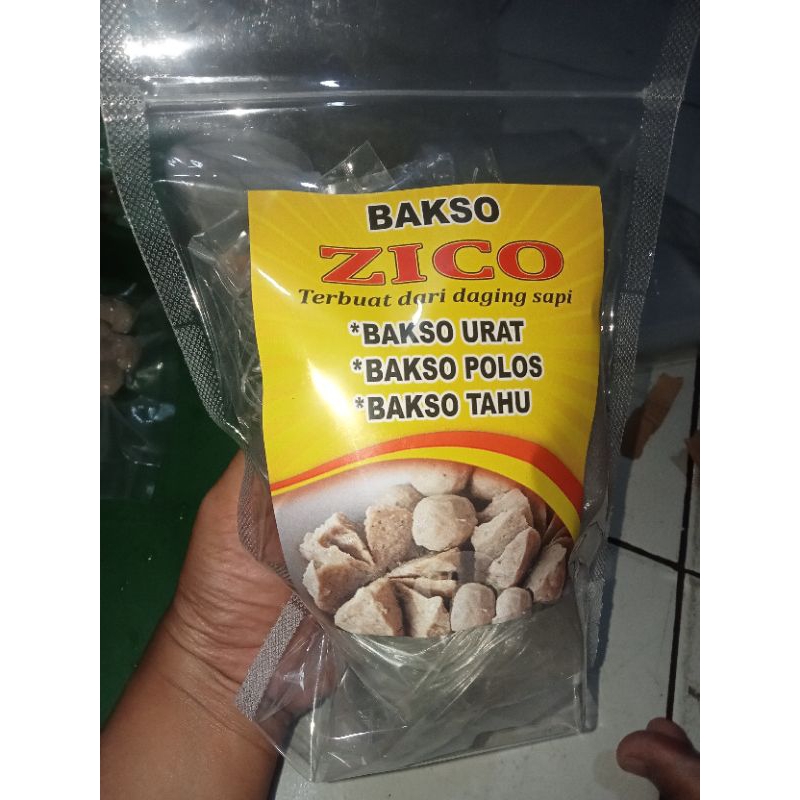 BAKSO
ZICO
Terbuat dari daging sapi
*BAKSO URAT
*BAKSO POLOS
*BAKSO TAHU